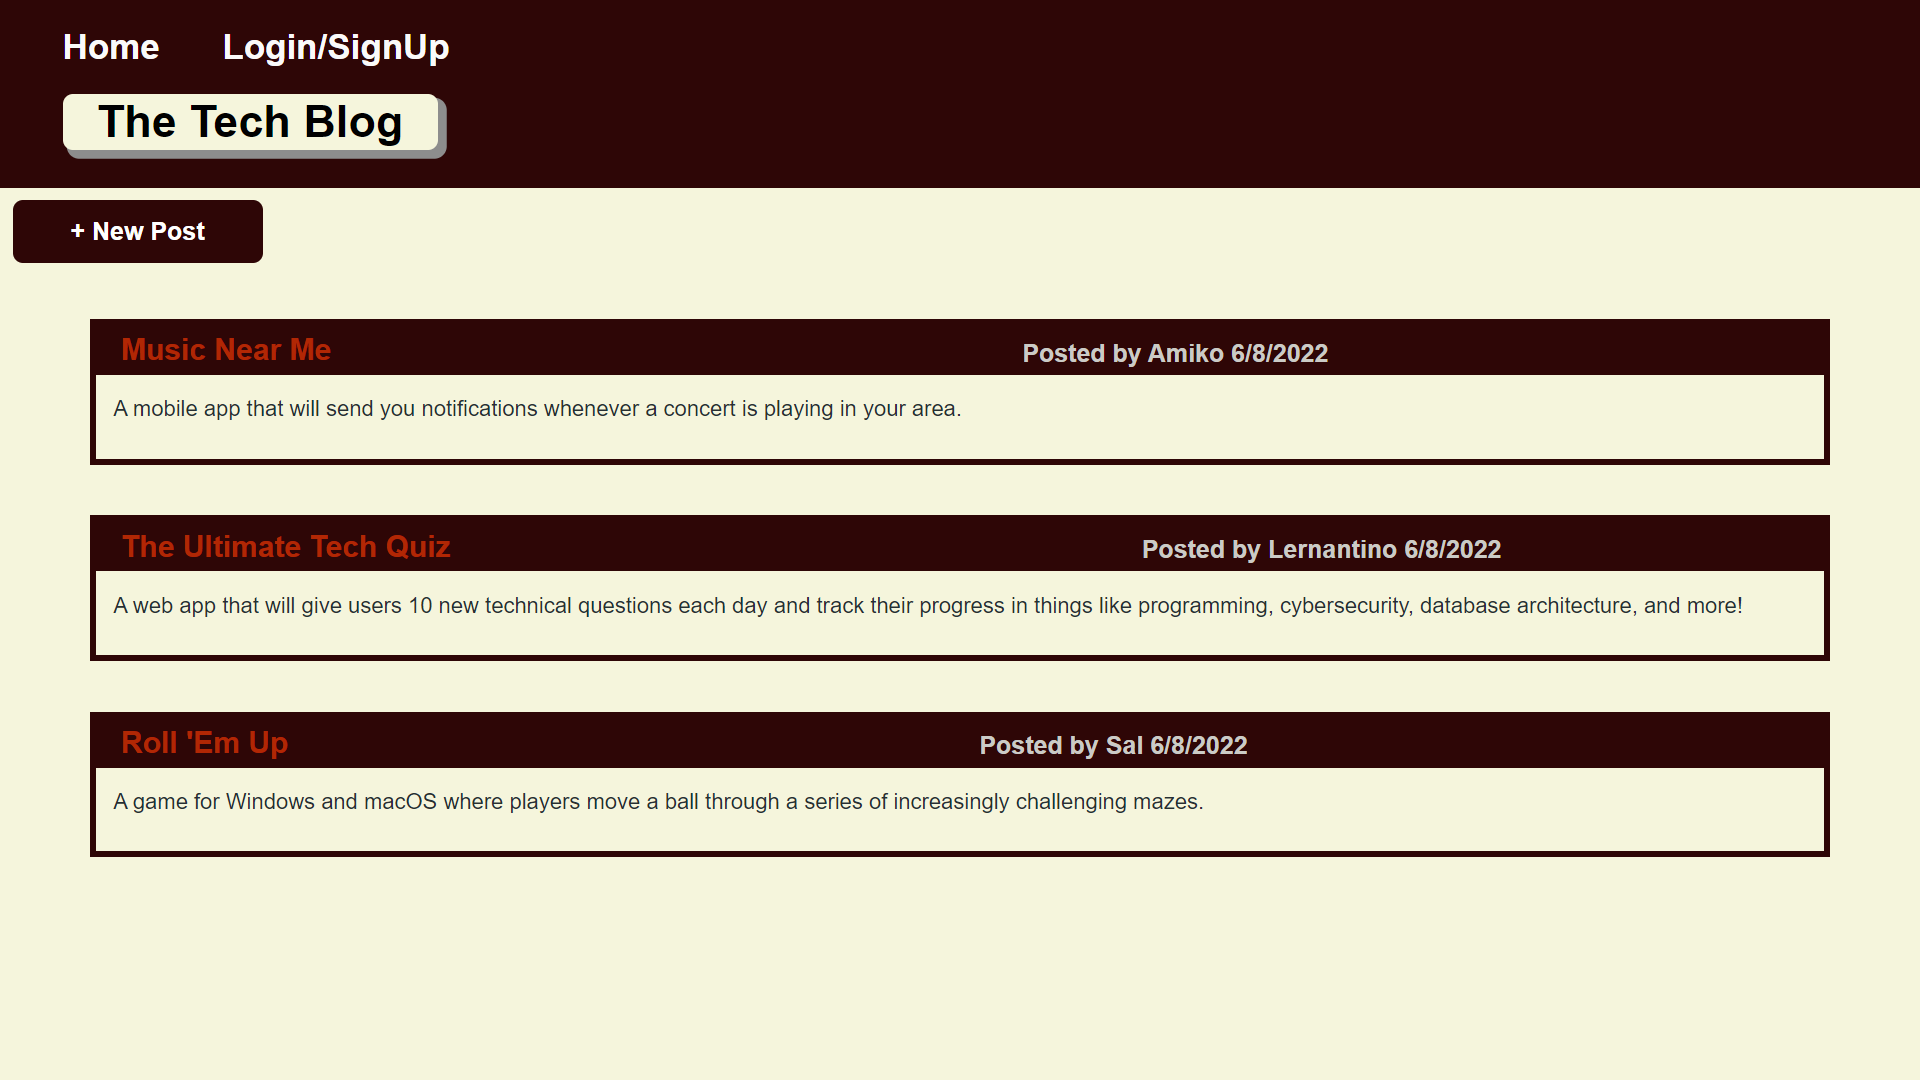 Home Login/SignUp
The Tech Blog
+ New Post
Music Near Me Posted by Amiko 6/8/2022
A mobile app that will send you notifications whenever a concert is playing in your area.
The Ultimate Tech Quiz Posted by Lernantino 6/8/2022
A web app that will give users 10 new technical questions each day and track their progress in things like programming, cybersecurity, database architecture, and more!
Roll 'Em Up Posted by Sal 6/8/2022
A game for Windows and macOS where players move a ball through a series of increasingly challenging mazes.